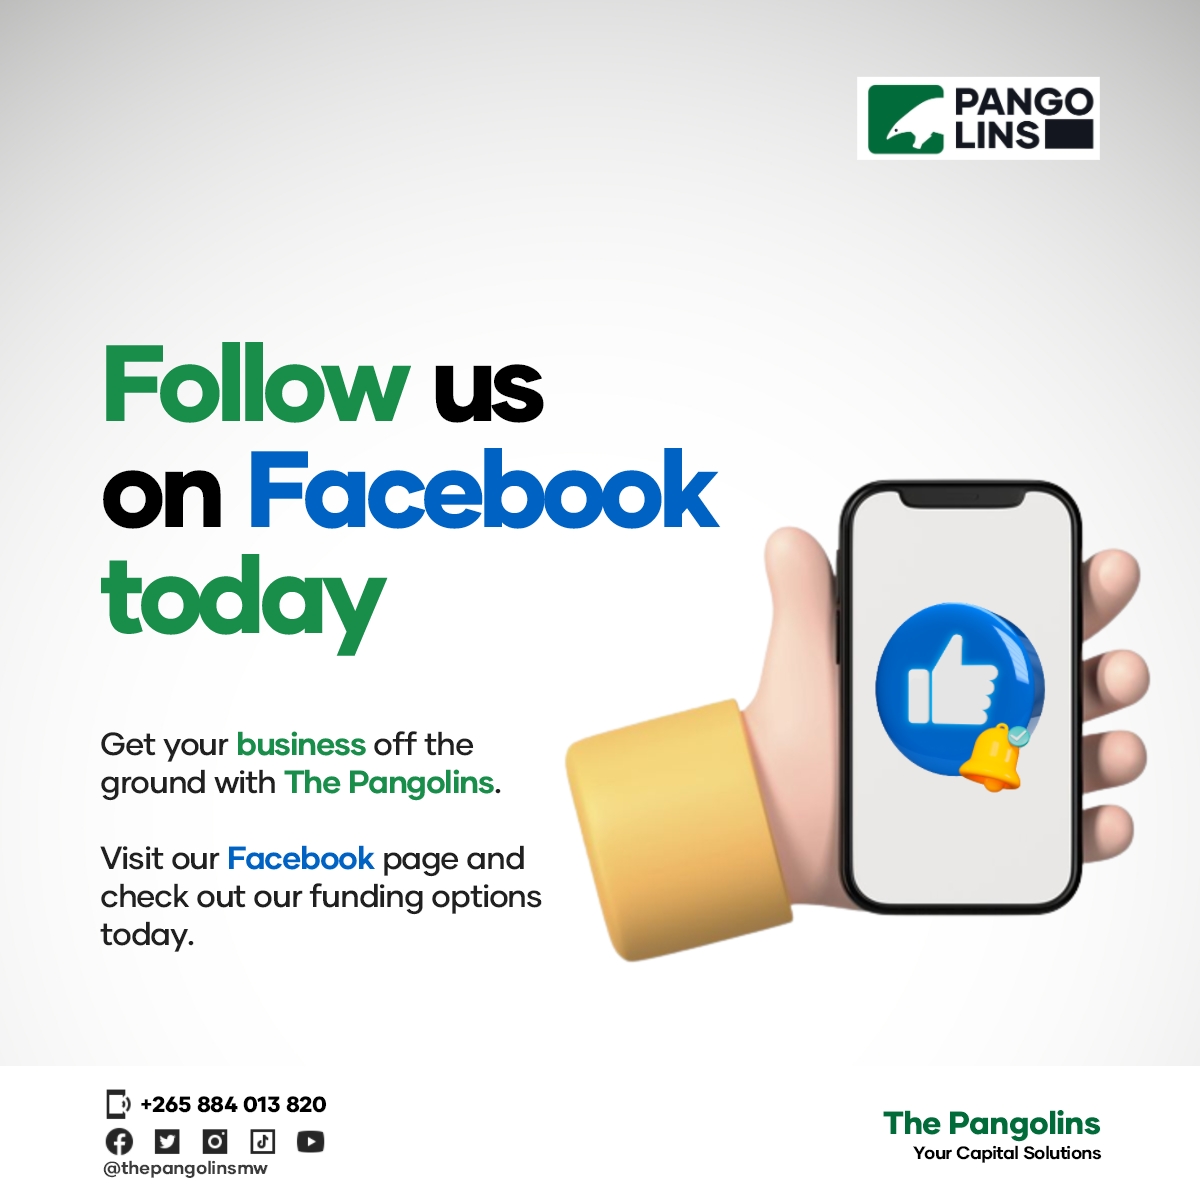 PANGO
LINS
Follow us
on Facebook
today
Get your business off the
ground with The Pangolins.
Visit our Facebook page and
check out our funding options
today.
+265 884 013 820
@thepangolinsmw
The Pangolins
Your Capital Solutions